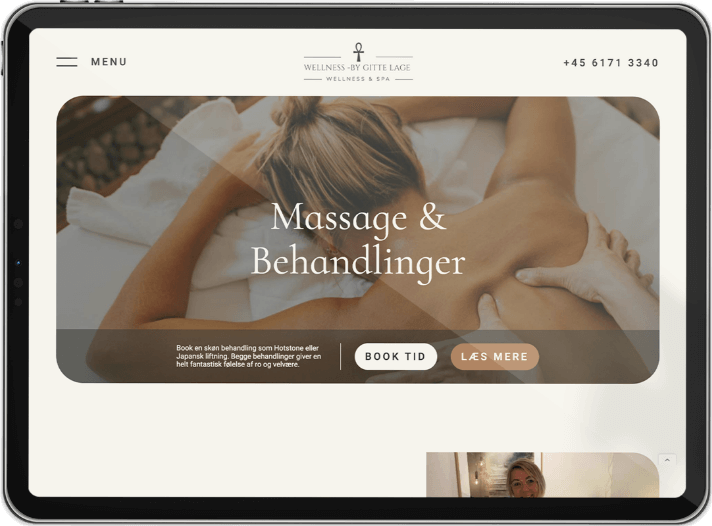 MENU
WELLNESS -BY GITTE LAGE
WELLNESS & SPA
+45 6171 3340
Massage &
Behandlinger
Book en skøn behandling som Hotstone eller
Japansk liftning. Begge behandlinger giver en
helt fantastisk følelse af ro og velvære.
BOOK TID
LÆS MERE